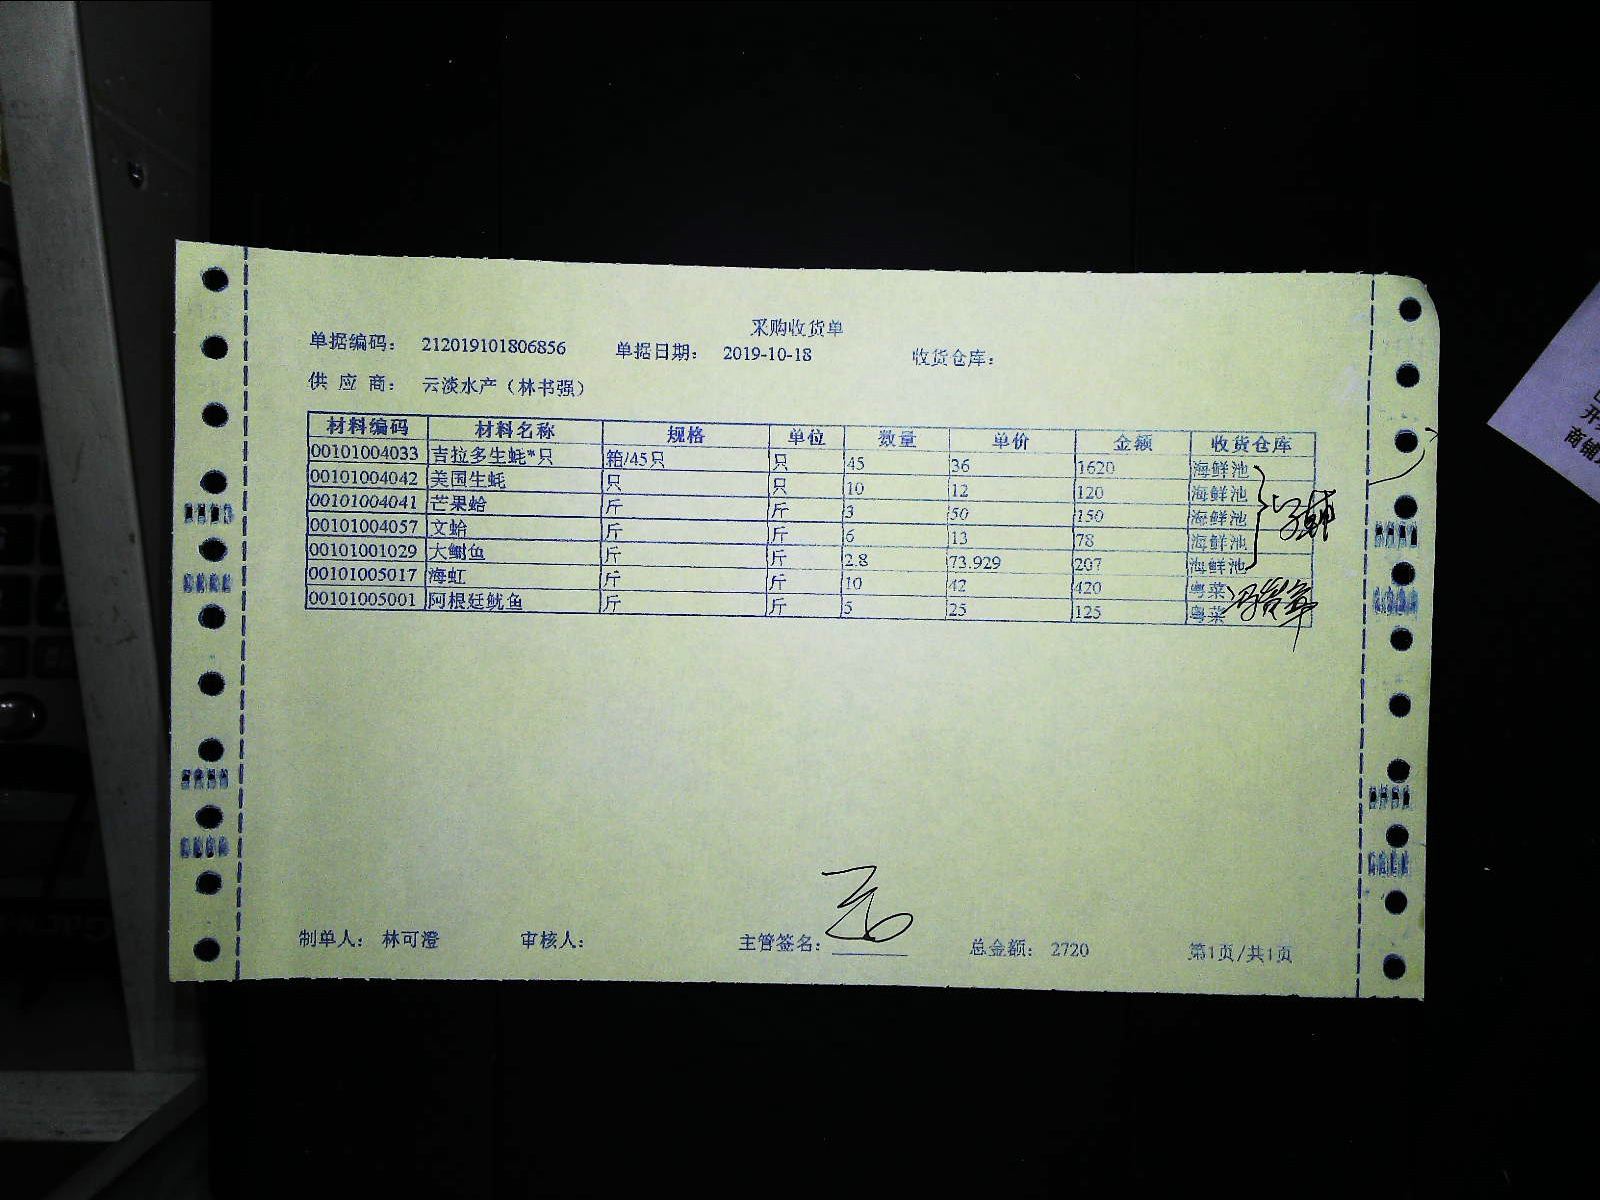 采购收货单
单据编码： 212019101806856 单据日期： 2019-10-18 收货仓库：
供 应 商： 云淡水产（林书强）
材料编码 材料名称 规格 单位 数量 单价 金额 收货仓库
00101004033 吉拉多生蚝*只 箱/45只 只 45 36 1620 海鲜池
00101004042 美国生蚝 只 只 10 12 120 海鲜池
00101004041 芒果蛤 斤 斤 3 50 150 海鲜池
00101004057 文蛤 斤 斤 6 13 78 海鲜池
00101001029 大鲗鱼 斤 斤 2.8 73.929 207 海鲜池
00101005017 海虹 斤 斤 10 42 420 粤菜
00101005001 阿根廷鱿鱼 斤 斤 5 25 125 粤菜
制单人： 林可澄 审核人： 主管签名： 总金额： 2720 第1页/共1页
商铺